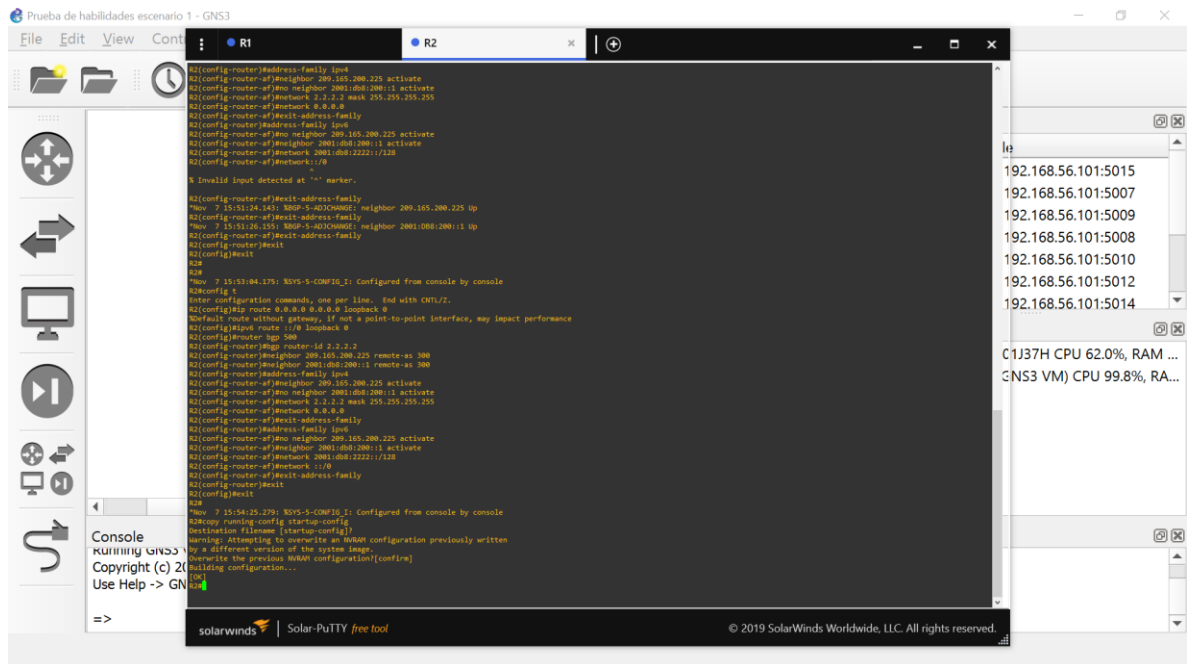 Prueba de habilidades escenario 1 - GNS3
File Edit View Cont
R1
R2
R2(config-router)#address-family ipv4
R2(config-router-af)#neighbor 209.165.200.225 activate
R2(config-router-af)#no neighbor 2001:db8:200::1 activate
R2(config-router-af)#network 2.2.2.2 mask 255.255.255.255
R2(config-router-af)#network 0.0.0.0
R2(config-router-af)#exit-address-family
R2(config-router)#address-family ipv6
R2(config-router-af)#no neighbor 209.165.200.225 activate
R2(config-router-af)#neighbor 2001:db8:200::1 activate
R2(config-router-af)#network 2001:db8:2222::/128
R2(config-router-af)#network::/0
^
% Invalid input detected at '^' marker.
R2(config-router-af)#exit-address-family
*Nov 7 15:51:24.143: %BGP-5-ADJCHANGE: neighbor 209.165.200.225 Up
R2(config-router-af)#exit-address-family
*Nov 7 15:51:26.155: %BGP-5-ADJCHANGE: neighbor 2001:DB8:200::1 Up
R2(config-router-af)#exit-address-family
R2(config-router)#exit
R2(config)#exit
R2#
R2#
*Nov 7 15:53:04.175: %SYS-5-CONFIG_I: Configured from console by console
R2#config t
Enter configuration commands, one per line. End with CNTL/Z.
R2(config)#ip route 0.0.0.0 0.0.0.0 loopback 0
%Default route without gateway, if not a point-to-point interface, may impact performance
R2(config)#ipv6 route ::/0 loopback 0
R2(config)#router bgp 500
R2(config-router)#bgp router-id 2.2.2.2
R2(config-router)#neighbor 209.165.200.225 remote-as 300
R2(config-router)#neighbor 2001:db8:200::1 remote-as 300
R2(config-router)#address-family ipv4
R2(config-router-af)#neighbor 209.165.200.225 activate
R2(config-router-af)#no neighbor 2001:db8:200::1 activate
R2(config-router-af)#network 2.2.2.2 mask 255.255.255.255
R2(config-router-af)#network 0.0.0.0
R2(config-router-af)#exit-address-family
R2(config-router)#address-family ipv6
R2(config-router-af)#no neighbor 209.165.200.225 activate
R2(config-router-af)#neighbor 2001:db8:200::1 activate
R2(config-router-af)#network 2001:db8:2222::/128
R2(config-router-af)#network ::/0
R2(config-router-af)#exit-address-family
R2(config-router)#exit
R2(config)#exit
R2#
*Nov 7 15:54:25.279: %SYS-5-CONFIG_I: Configured from console by console
R2#copy running-config startup-config
Destination filename [startup-config]?
Warning: Attempting to overwrite an NVRAM configuration previously written
by a different version of the system image.
Overwrite the previous NVRAM configuration?[confirm]
Building configuration...
[OK]
R2#
solarwinds | Solar-PuTTY free tool
© 2019 SolarWinds Worldwide, LLC. All rights reserved.
le
192.168.56.101:5015
192.168.56.101:5007
192.168.56.101:5009
192.168.56.101:5008
192.168.56.101:5010
192.168.56.101:5012
192.168.56.101:5014
01J37H CPU 62.0%, RAM ...
GNS3 VM) CPU 99.8%, RA...
Console
Running GNS3 v
Copyright (c) 20
Use Help -> GN
=>